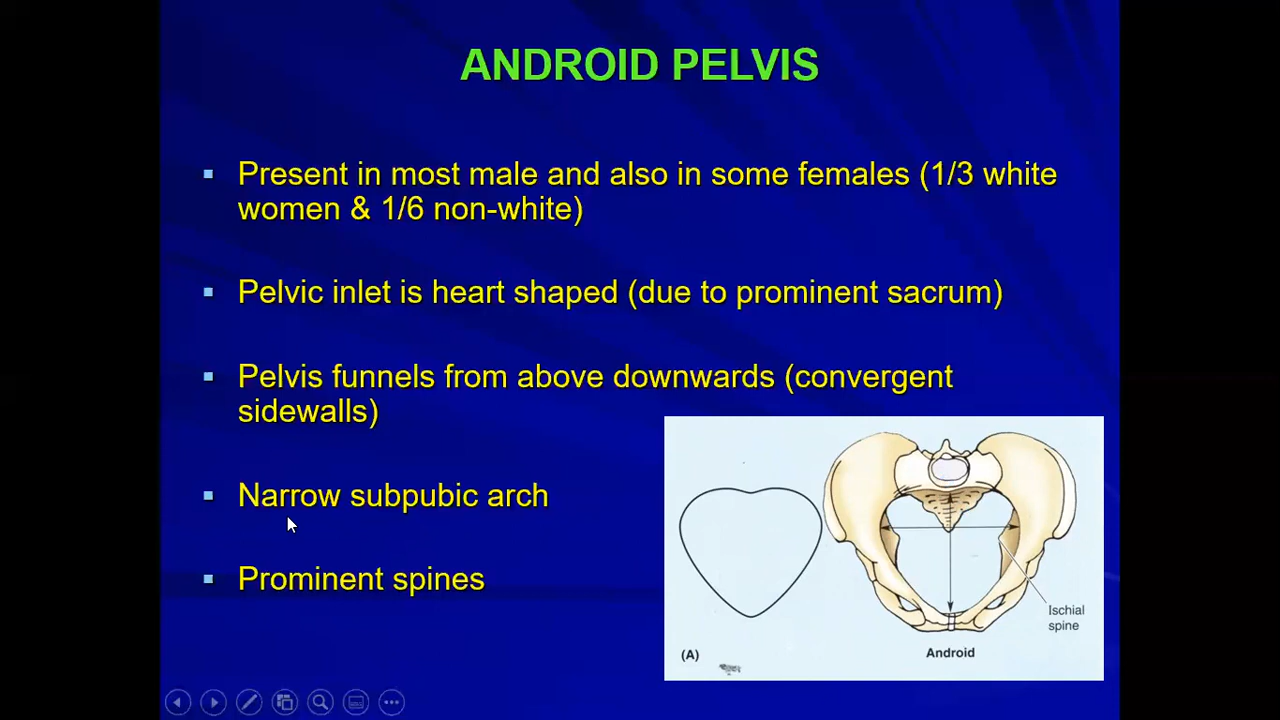 ANDROID PELVIS
▪ Present in most male and also in some females (1/3 white
women & 1/6 non-white)
▪ Pelvic inlet is heart shaped (due to prominent sacrum)
▪ Pelvis funnels from above downwards (convergent
sidewalls)
▪ Narrow subpubic arch
▪ Prominent spines
Ischial
spine
(A)
Android